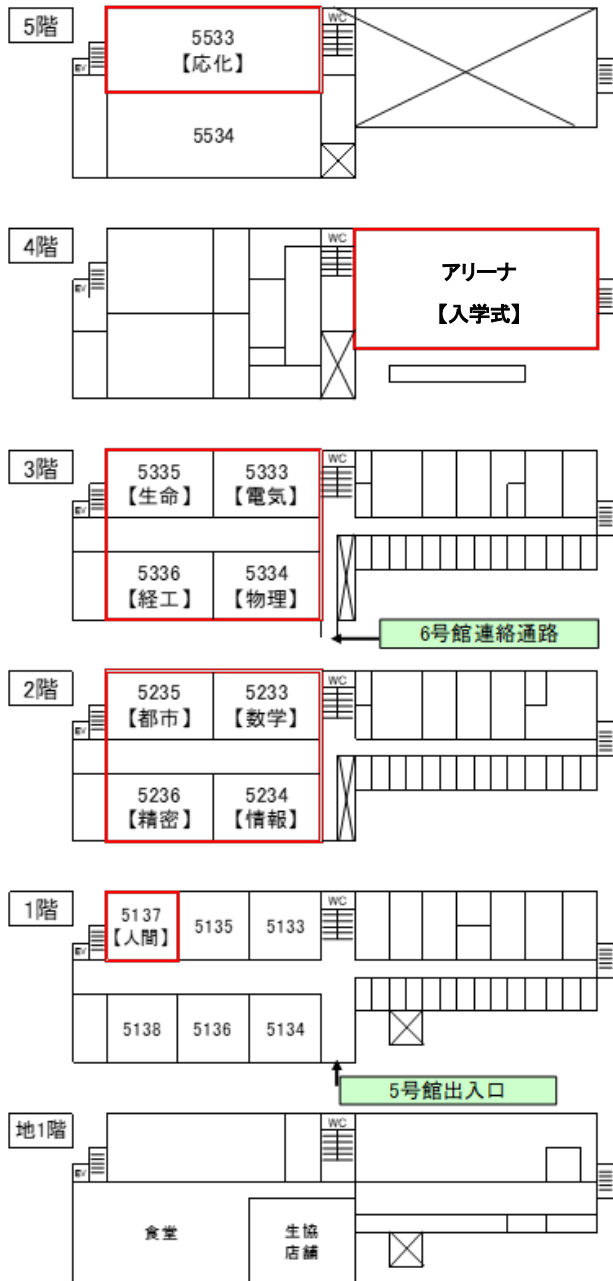 5階
WC
5533
【応化】
EV
5534
4階
WC
アリーナ
【入学式】
EV
3階
WC
5335
【生命】
5333
【電気】
EV
5336
【経工】
5334
【物理】
6号館連絡通路
2階
WC
5235
【都市】
5233
【数学】
EV
5236
【精密】
5234
【情報】
1階
WC
5137
【人間】
5135
5133
EV
5138
5136
5134
5号館出入口
地1階
WC
EV
食堂
生協
店舗